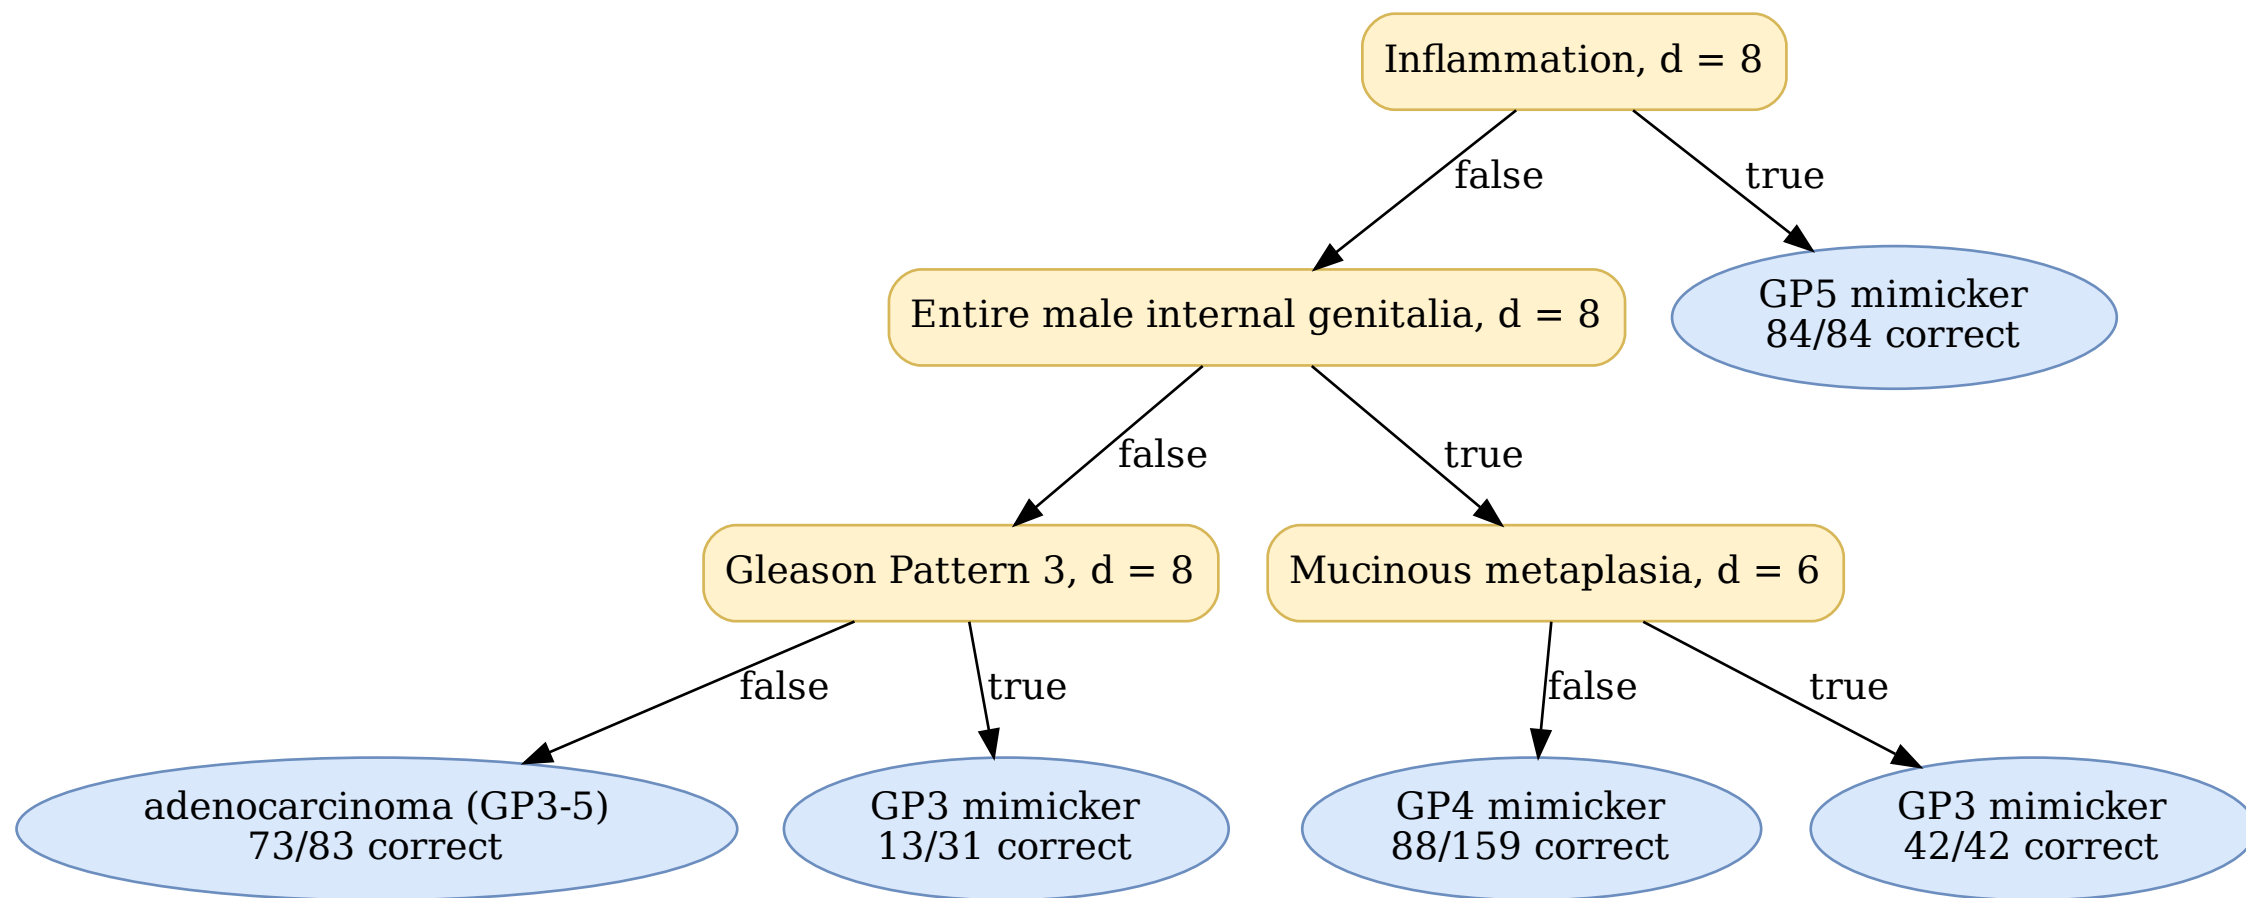 Inflammation, d = 8
false
true
Entire male internal genitalia, d = 8
GP5 mimicker
84/84 correct
false
true
Gleason Pattern 3, d = 8
Mucinous metaplasia, d = 6
false
true
false
true
adenocarcinoma (GP3-5)
73/83 correct
GP3 mimicker
13/31 correct
GP4 mimicker
88/159 correct
GP3 mimicker
42/42 correct